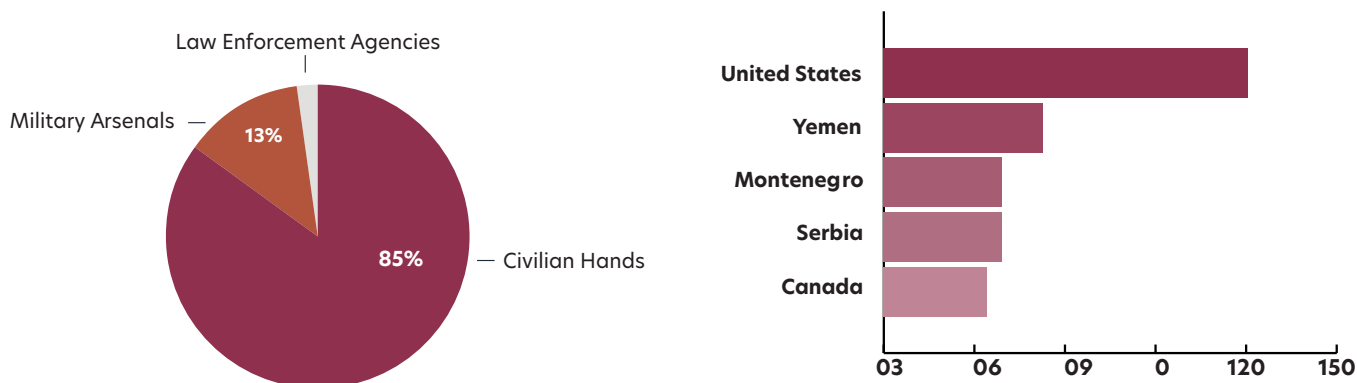 Law Enforcement Agencies
Military Arsenals
13%
85%
Civilian Hands
United States
Yemen
Montenegro
Serbia
Canada
03 06 09 0 120 150